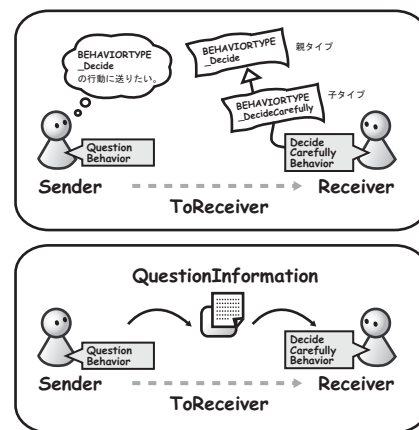 BEHAVIORTYPE
_Decide
の行動に送りたい。
BEHAVIORTYPE
_Decide
親タイプ
BEHAVIORTYPE
_DecideCarefully
子タイプ
Question
Behavior
Decide
Carefully
Behavior
Sender
Receiver
ToReceiver
QuestionInformation
Question
Behavior
Decide
Carefully
Behavior
Sender
Receiver
ToReceiver